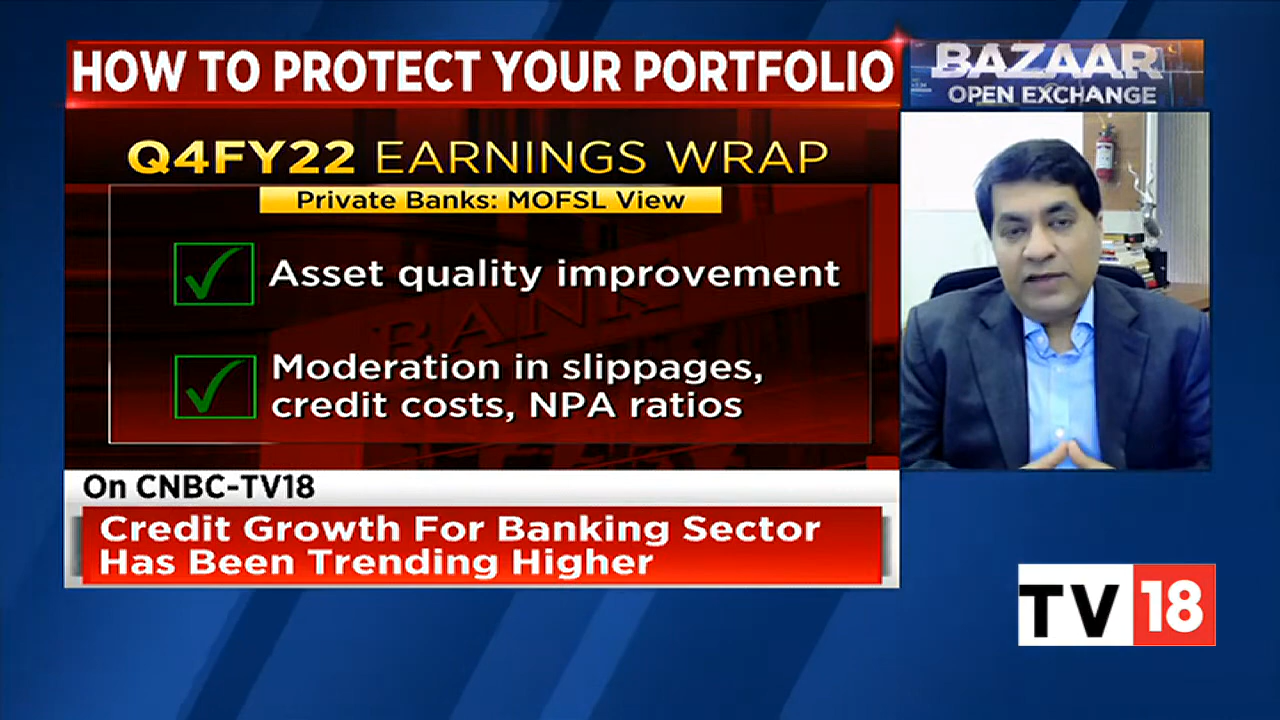 HOW TO PROTECT YOUR PORTFOLIO
BAZAAR
OPEN EXCHANGE
Q4FY22 EARNINGS WRAP
Private Banks: MOFSL View
Asset quality improvement
BANK
Moderation in slippages,
credit costs, NPA ratios
On CNBC-TV18
Credit Growth For Banking Sector
Has Been Trending Higher
TV18